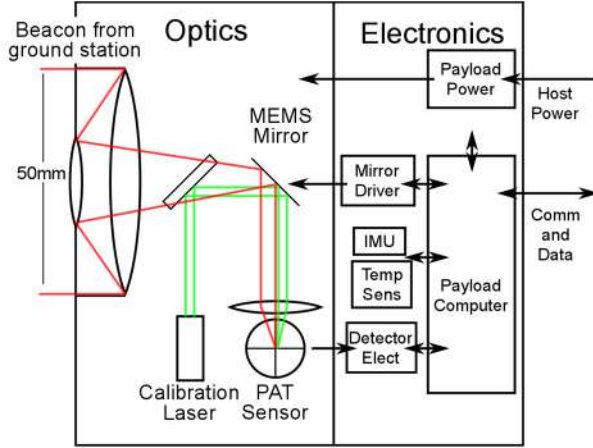 Beacon from
ground station
Optics
Electronics
Payload
Power
Host
Power
MEMS
Mirror
50mm
Mirror
Driver
Comm
and
Data
IMU
Temp
Sens
Payload
Computer
Detector
Elect
Calibration
Laser
PAT
Sensor